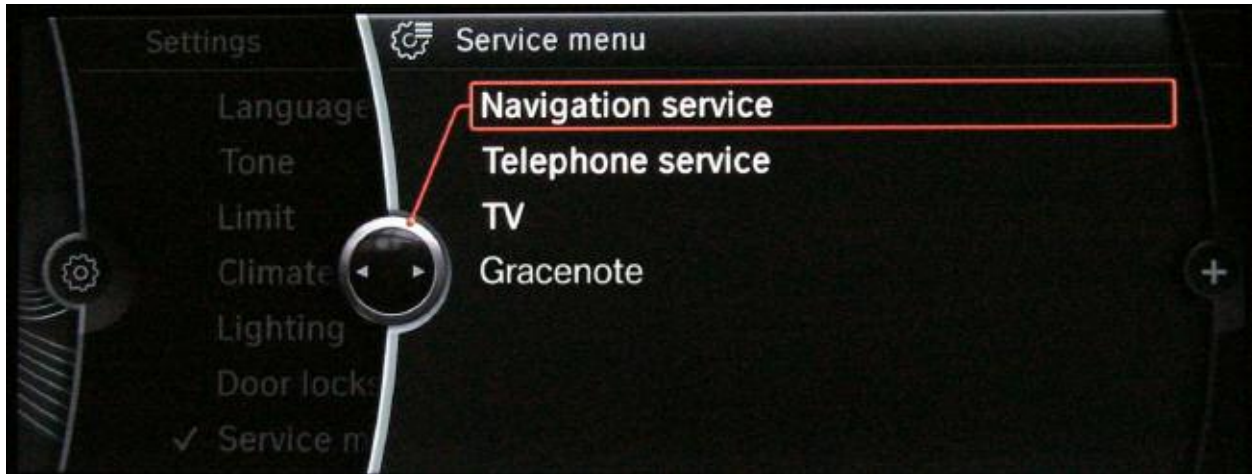 Settings
Service menu
Language
Tone
Limit
Climate
Lighting
Door locks
✓ Service m
Navigation service
Telephone service
TV
Gracenote